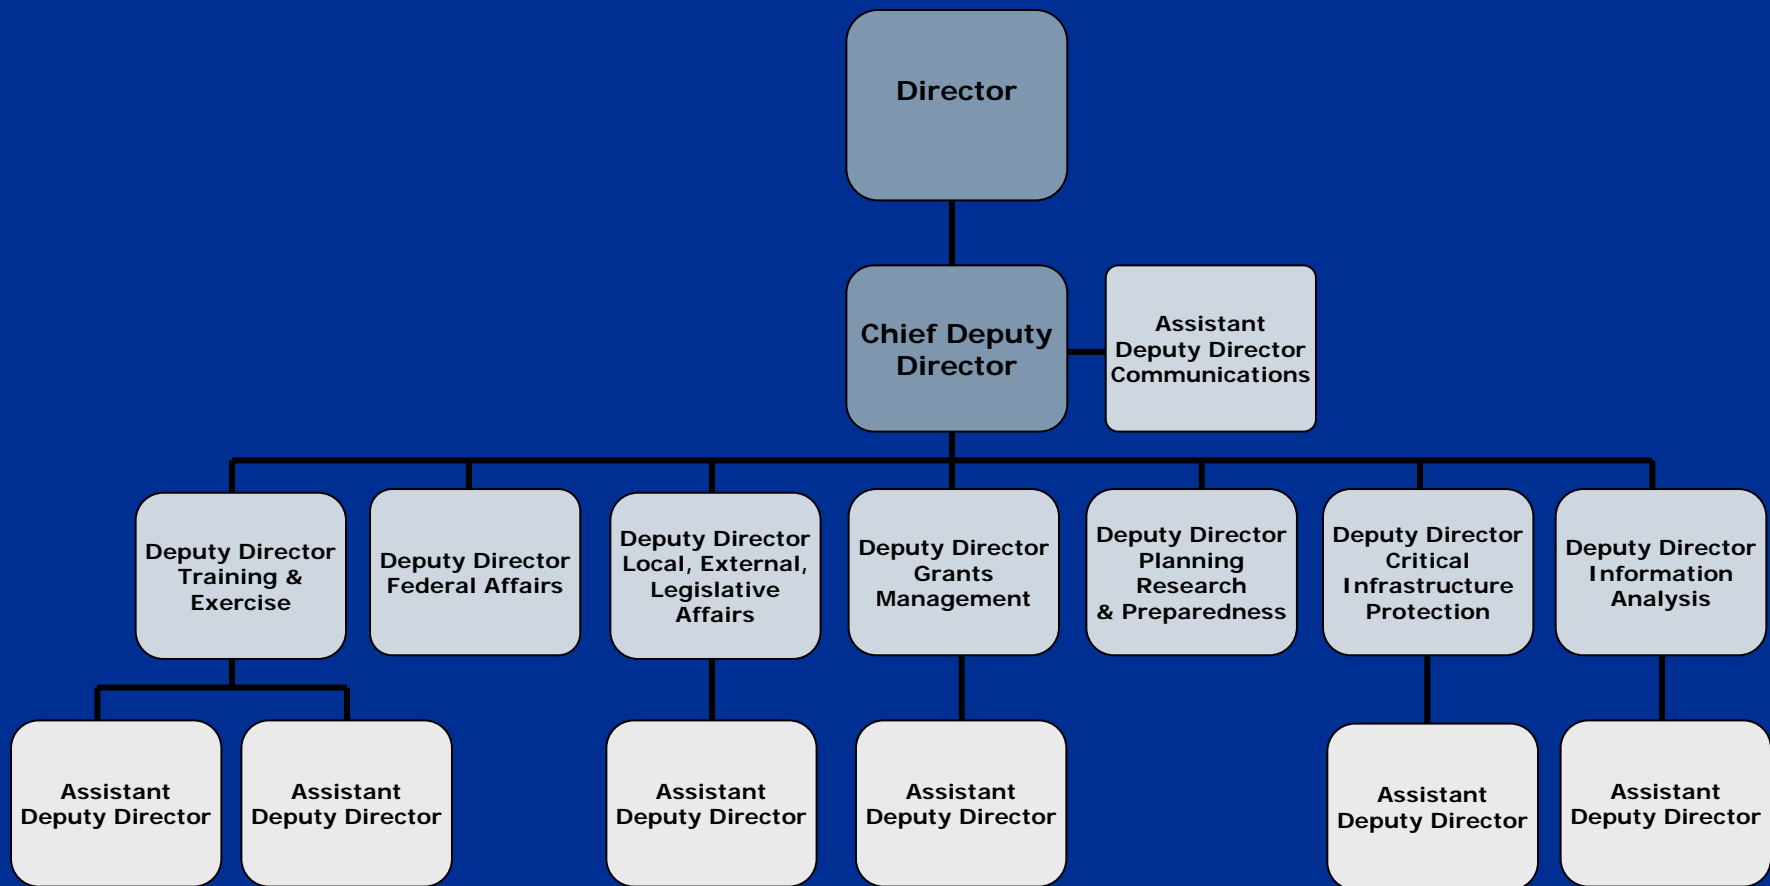 Director
Chief Deputy
Director
Assistant
Deputy Director
Communications
Deputy Director
Training &
Exercise
Deputy Director
Federal Affairs
Deputy Director
Local, External,
Legislative
Affairs
Deputy Director
Grants
Management
Deputy Director
Planning
Research
& Preparedness
Deputy Director
Critical
Infrastructure
Protection
Deputy Director
Information
Analysis
Assistant
Deputy Director
Assistant
Deputy Director
Assistant
Deputy Director
Assistant
Deputy Director
Assistant
Deputy Director
Assistant
Deputy Director